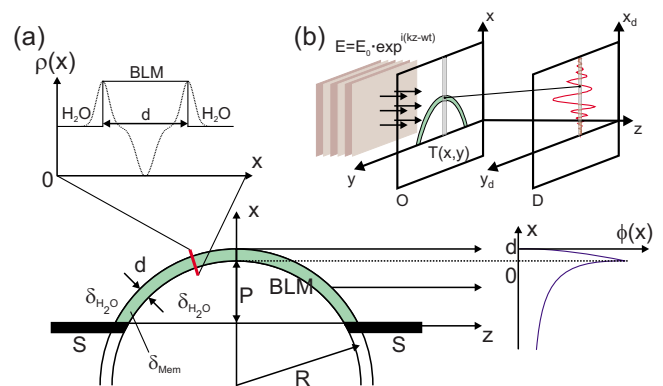 (a)
ρ(x)
BLM
H₂O
d
H₂O
0
x
(b)
E=E₀·exp^i(kz-wt)
x
x_d
T(x,y)
z
y
O
y_d
D
x
d
δ_H₂O
δ_H₂O
P
BLM
S
S
z
δ_Mem
R
x
ϕ(x)
d
0